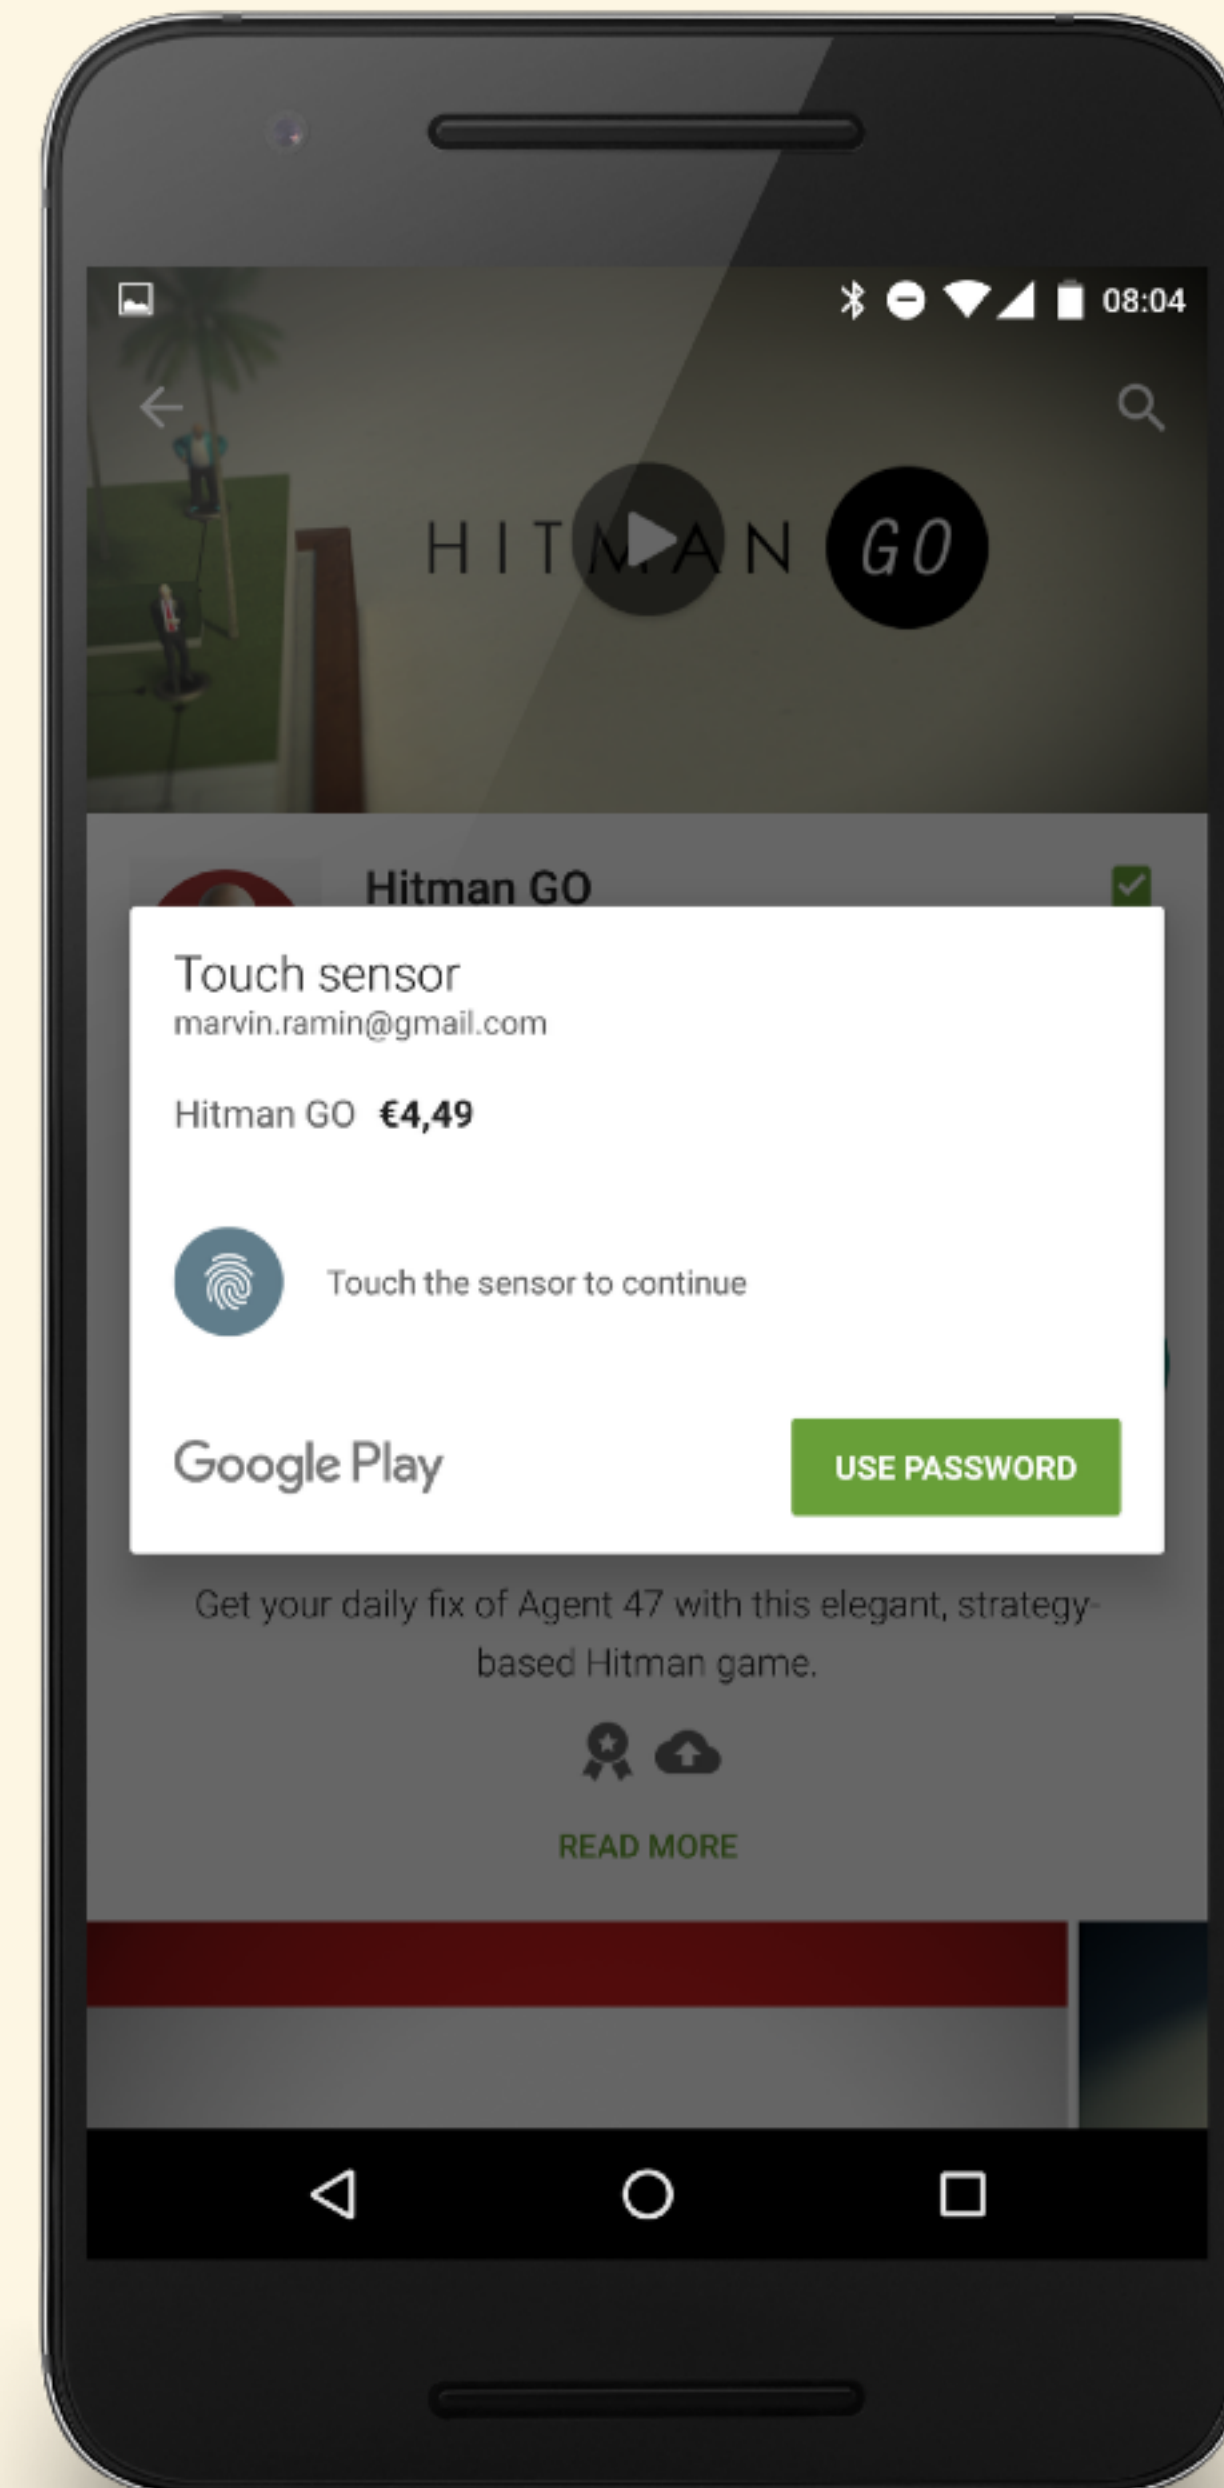 08:04
HITMAN GO
Hitman GO
Touch sensor
marvin.ramin@gmail.com
Hitman GO €4,49
Touch the sensor to continue
Google Play
USE PASSWORD
Get your daily fix of Agent 47 with this elegant, strategy-
based Hitman game.
READ MORE